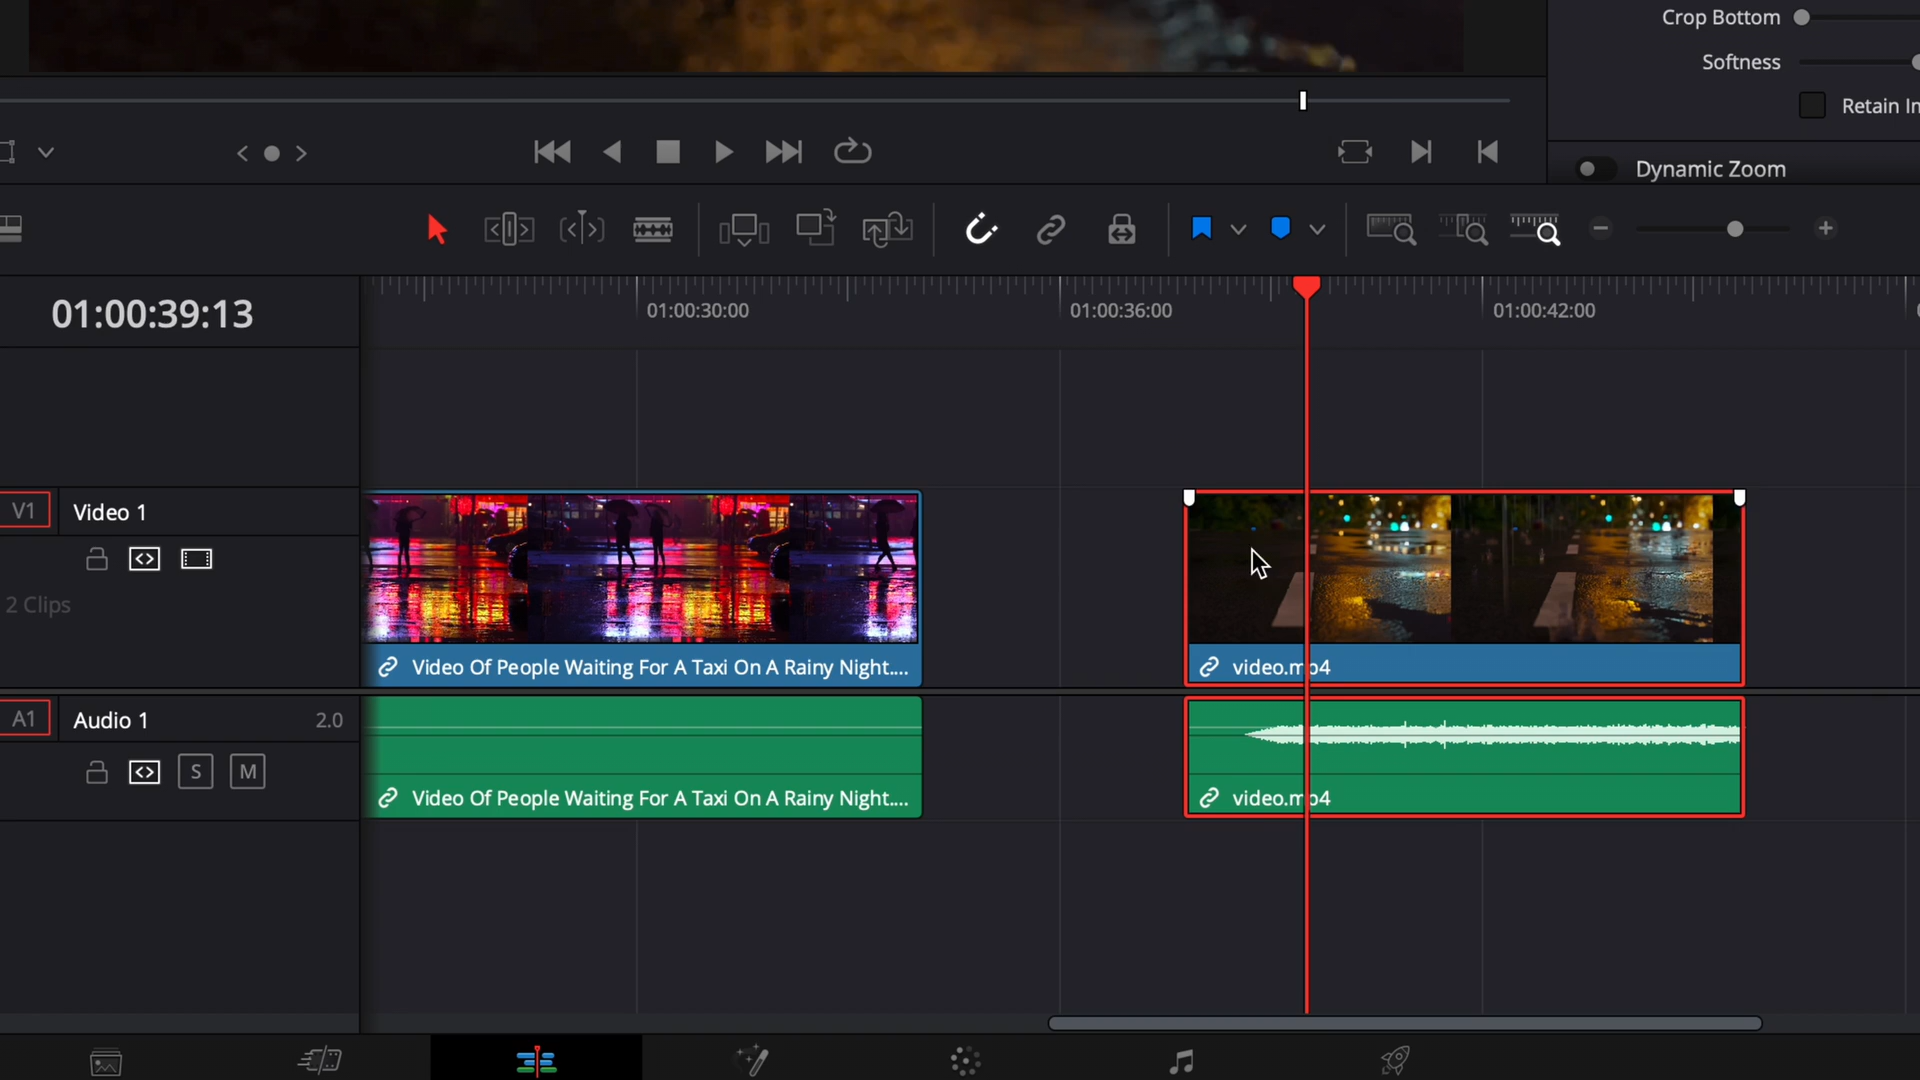 Crop Bottom
Softness
Retain Im
Dynamic Zoom
01:00:39:13
01:00:30:00
01:00:36:00
01:00:42:00
V1
Video 1
2 Clips
Video Of People Waiting For A Taxi On A Rainy Night....
video.mp4
A1
Audio 1
2.0
S
M
Video Of People Waiting For A Taxi On A Rainy Night....
video.mp4